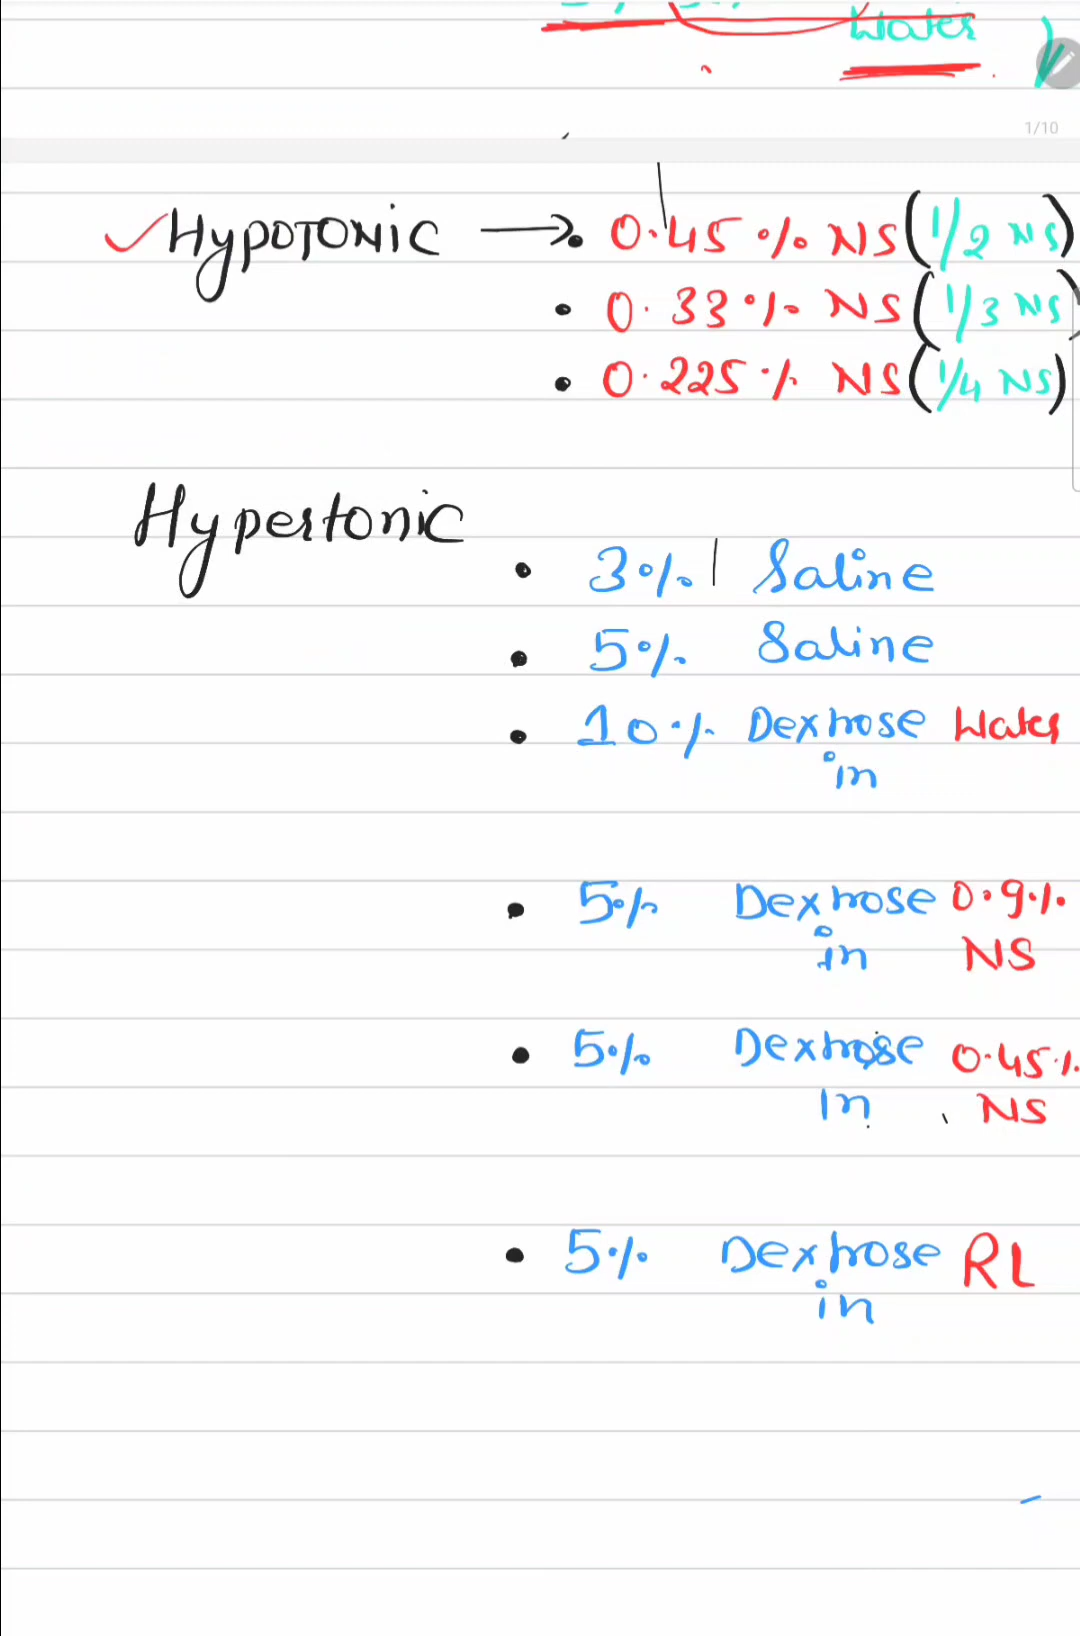 Water
1/10
HYPOTONIC → • 0.45% NS (1/2 NS)
• 0.33% NS (1/3 NS)
• 0.225% NS (1/4 NS)
Hypertonic
• 3% Saline
• 5% Saline
• 10% Dextrose Water
in
• 5% Dextrose 0.9%
in NS
• 5% Dextrose 0.45%
in NS
• 5% Dextrose RL
in